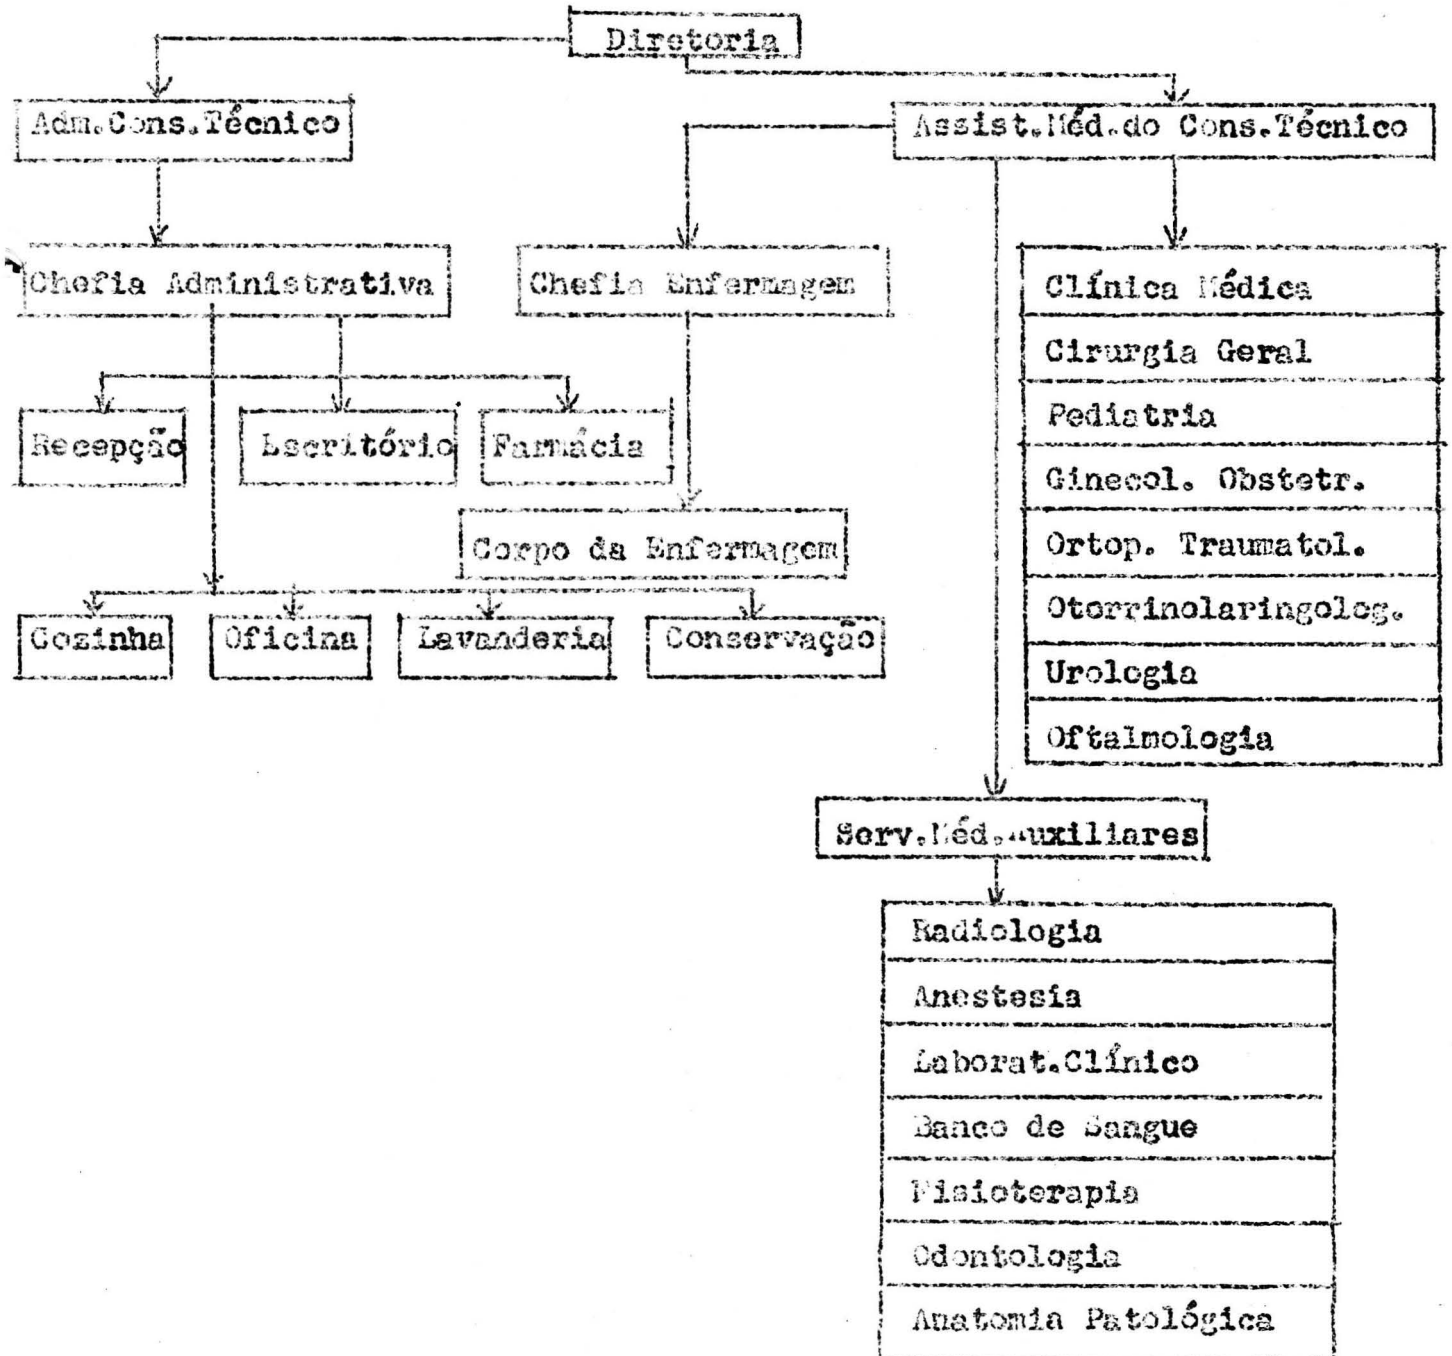 Diretoria
Adm.Cons.Técnico
Assist.Méd.do Cons.Técnico
Chefia Administrativa
Chefia Enfermagem
Clínica Médica
Cirurgia Geral
Pediatria
Ginecol. Obstetr.
Ortop. Traumatol.
Otorrinolaringolog.
Urologia
Oftalmologia
Recepção
Escritório
Farmácia
Corpo da Enfermagem
Cozinha
Oficina
Lavanderia
Conservação
Serv.Méd.Auxiliares
Radiologia
Anestesia
Laborat.Clínico
Banco de Sangue
Fisioterapia
Odontologia
Anatomia Patológica